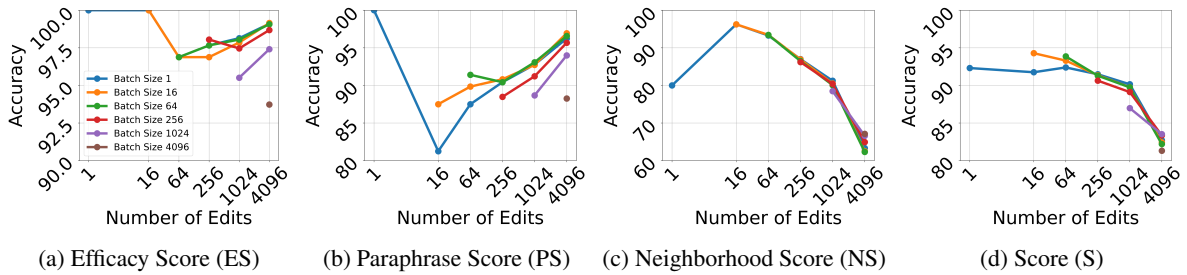 Accuracy
100.0
97.5
95.0
92.5
90.0
Batch Size 1
Batch Size 16
Batch Size 64
Batch Size 256
Batch Size 1024
Batch Size 4096
1 16 64 256 1024 4096
Number of Edits
(a) Efficacy Score (ES)
Accuracy
100
95
90
85
80
1 16 64 256 1024 4096
Number of Edits
(b) Paraphrase Score (PS)
Accuracy
100
90
80
70
60
1 16 64 256 1024 4096
Number of Edits
(c) Neighborhood Score (NS)
Accuracy
100
95
90
85
80
1 16 64 256 1024 4096
Number of Edits
(d) Score (S)